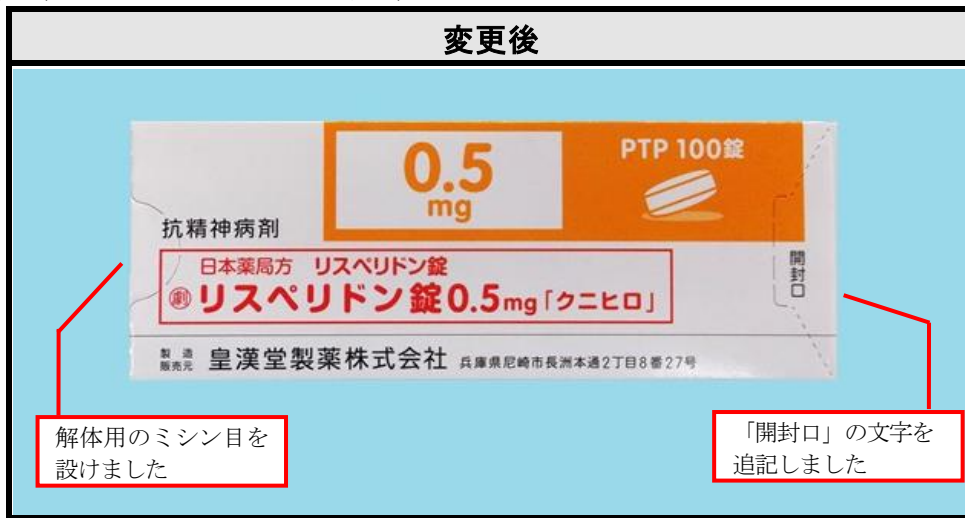 変更後
0.5
mg
PTP 100錠
抗精神病剤
日本薬局方 リスペリドン錠
劇 リスペリドン錠0.5mg「クニヒロ」
開封口
製造
販売元 皇漢堂製薬株式会社 兵庫県尼崎市長洲本通2丁目8番27号
解体用のミシン目を
設けました
「開封口」の文字を
追記しました